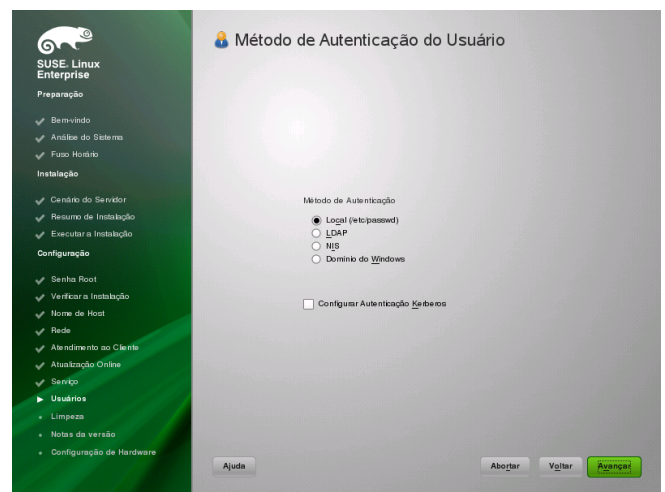 SUSE. Linux
Enterprise
Preparação
Bem-vindo
Análise do Sistema
Fuso Horário
Instalação
Cenário do Servidor
Resumo de Instalação
Executar a Instalação
Configuração
Senha Root
Verificar a Instalação
Nome de Host
Rede
Atendimento ao Cliente
Atualização Online
Serviço
Usuários
Limpeza
Notas da versão
Configuração de Hardware
Método de Autenticação do Usuário
Método de Autenticação
Local (/etc/passwd)
LDAP
NIS
Domínio do Windows
Configurar Autenticação Kerberos
Ajuda
Abortar
Voltar
Avançar